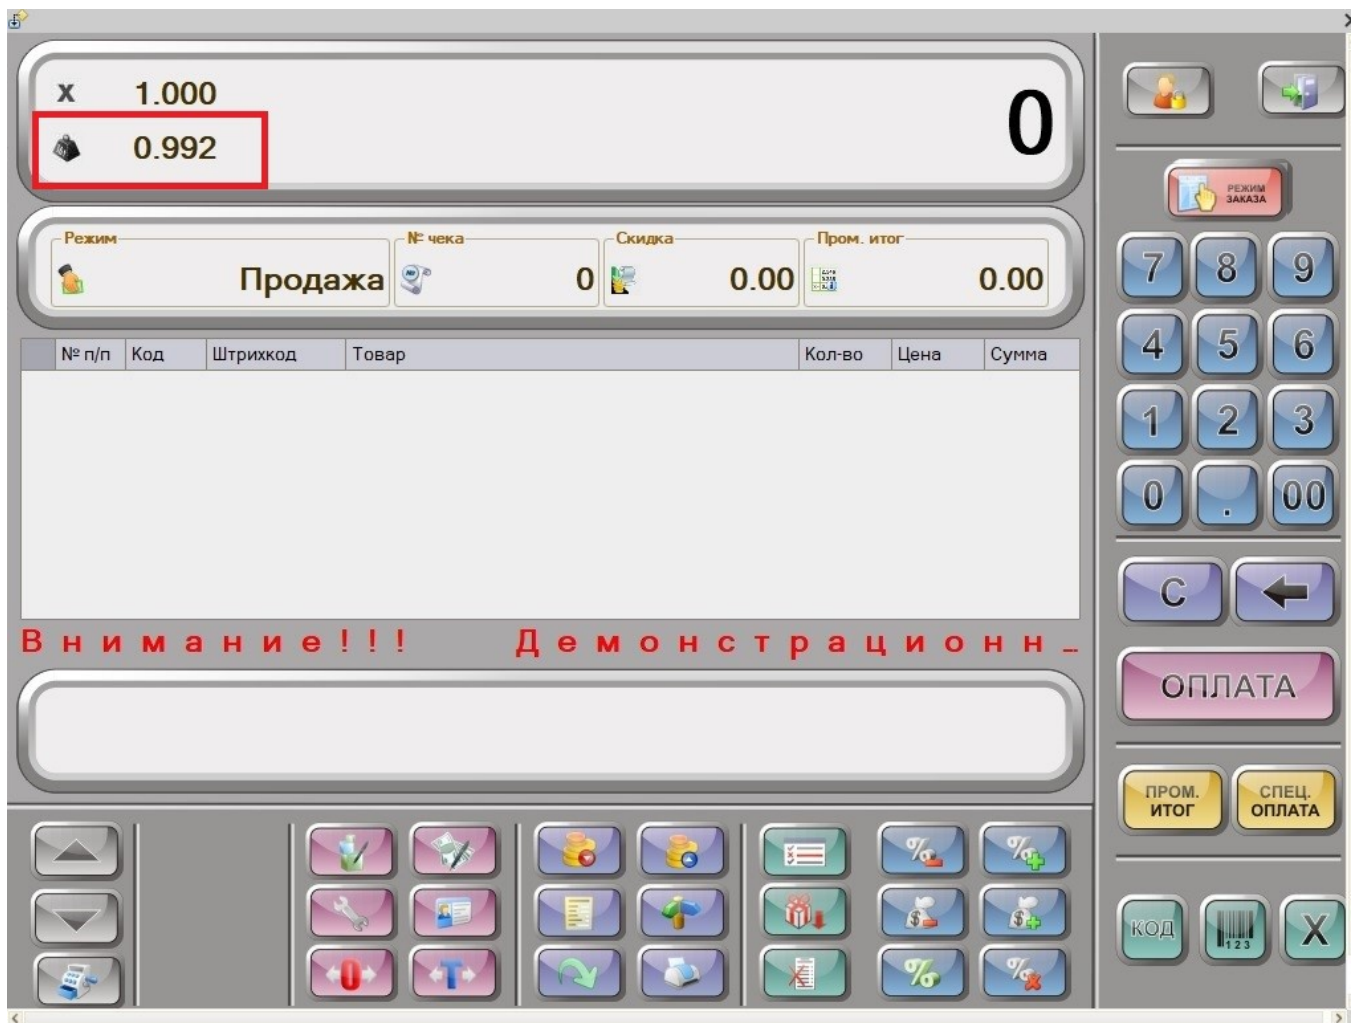 X 1.000
0
0.992
Режим № чека Скидка Пром. итог
Продажа 0 0.00 0.00
№ п/п Код Штрихкод Товар Кол-во Цена Сумма
Внимание!!! Демонстрационн...
РЕЖИМ
ЗАКАЗА
7 8 9
4 5 6
1 2 3
0 . 00
C
ОПЛАТА
ПРОМ.
ИТОГ
СПЕЦ.
ОПЛАТА
КОД
123
X
0 T